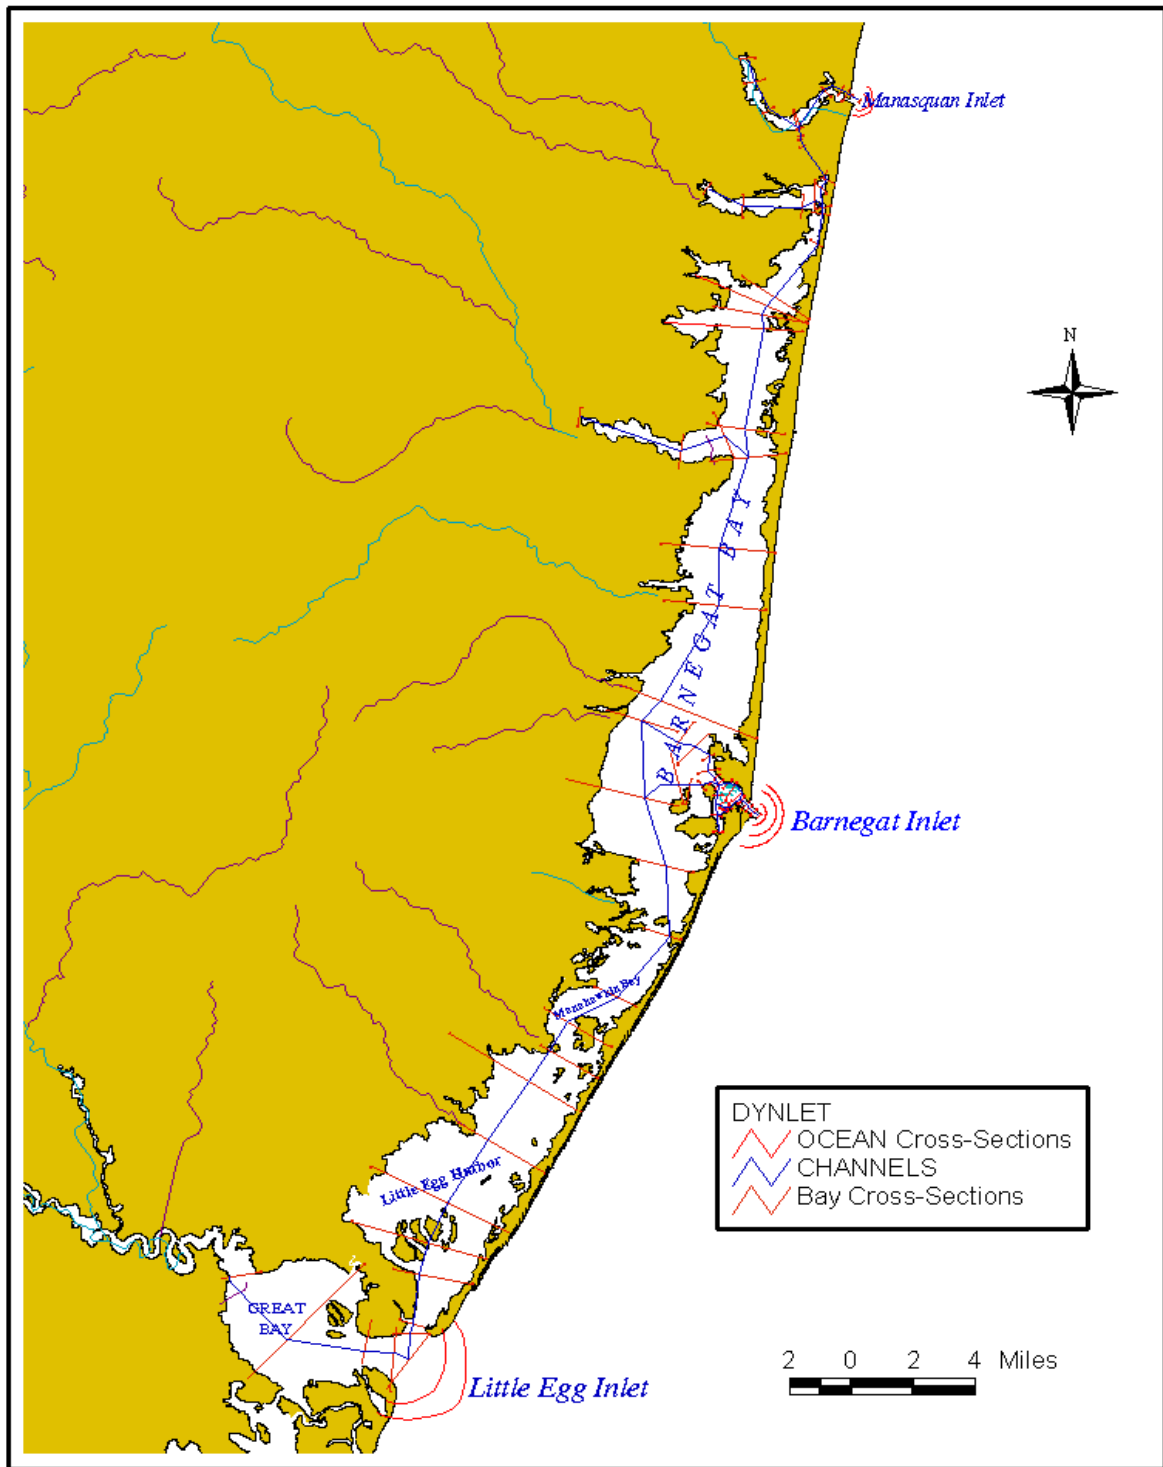 Manasquan Inlet
N
BARNEGAT BAY
Barnegat Inlet
Manahawkin Bay
DYNLET
OCEAN Cross-Sections
CHANNELS
Bay Cross-Sections
Little Egg Harbor
GREAT
BAY
2 0 2 4 Miles
Little Egg Inlet